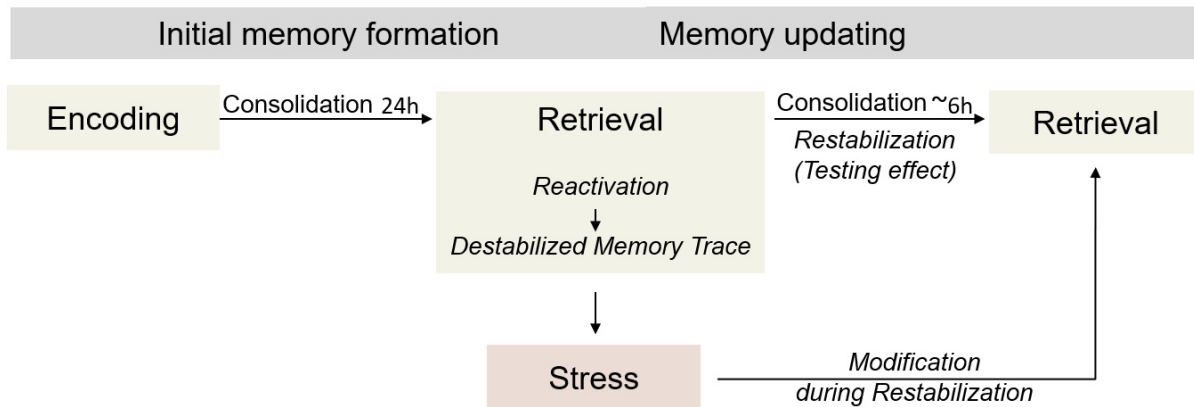 Initial memory formation
Memory updating
Encoding
Consolidation 24h
Retrieval
Reactivation
Destabilized Memory Trace
Consolidation ~6h
Restabilization
(Testing effect)
Retrieval
Stress
Modification
during Restabilization